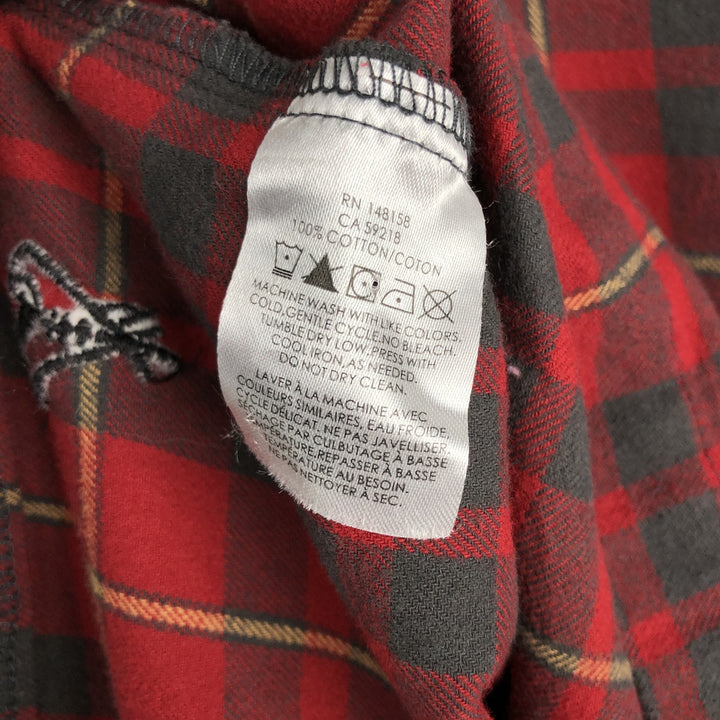 RN 148158
CA 59218
100% COTTON/COTON
MACHINE WASH WITH LIKE COLORS.
COLD, GENTLE CYCLE, NO BLEACH.
TUMBLE DRY LOW, PRESS WITH
COOL IRON, AS NEEDED.
DO NOT DRY CLEAN.
LAVER À LA MACHINE AVEC
COULEURS SIMILAIRES, EAU FROIDE,
CYCLE DÉLICAT. NE PAS JAVELLISER,
SÉCHAGE PAR CULBUTAGE À BASSE
TEMPÉRATURE, REPASSER À BASSE
TEMPÉRATURE AU BESOIN.
NE PAS NETTOYER À SEC.